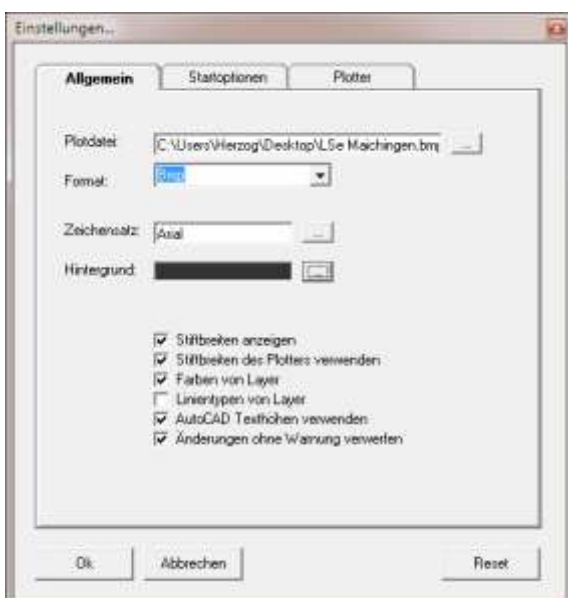 Einstellungen...
Allgemein Startoptionen Plotter
Plotdatei: C:\Users\Herzog\Desktop\LSe Maichingen.bmp ...
Format: Bmp
Zeichensatz: Arial ...
Hintergrund: ...
Stiftbreiten anzeigen
Stiftbreiten des Plotters verwenden
Farben von Layer
Linientypen von Layer
AutoCAD Texthöhen verwenden
Änderungen ohne Warnung verwerfen
Ok Abbrechen Reset